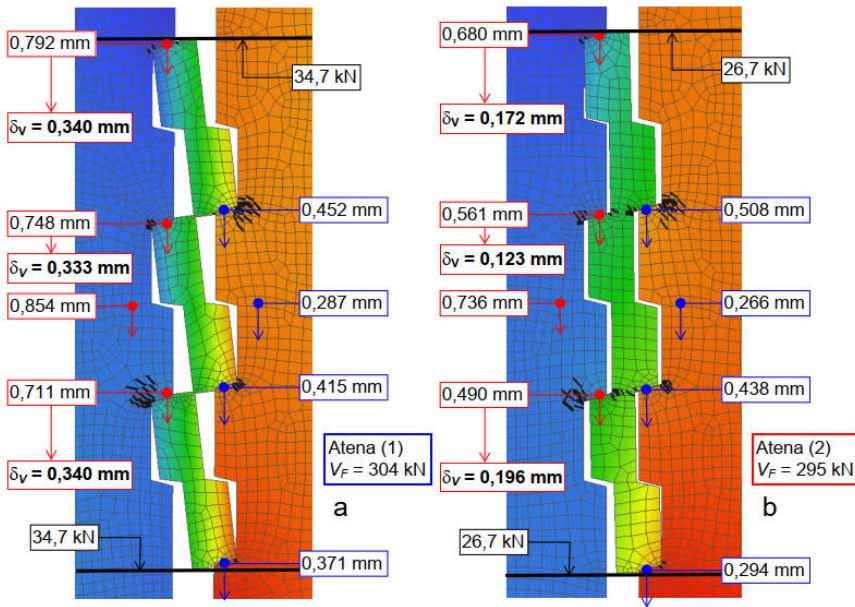 0,792 mm
34,7 kN
δv = 0,340 mm
0,452 mm
0,748 mm
δv = 0,333 mm
0,854 mm
0,287 mm
0,711 mm
0,415 mm
δv = 0,340 mm
Atena (1)
VF = 304 kN
a
34,7 kN
0,371 mm
0,680 mm
26,7 kN
δv = 0,172 mm
0,561 mm
0,508 mm
δv = 0,123 mm
0,736 mm
0,266 mm
0,490 mm
0,438 mm
δv = 0,196 mm
Atena (2)
VF = 295 kN
b
26,7 kN
0,294 mm